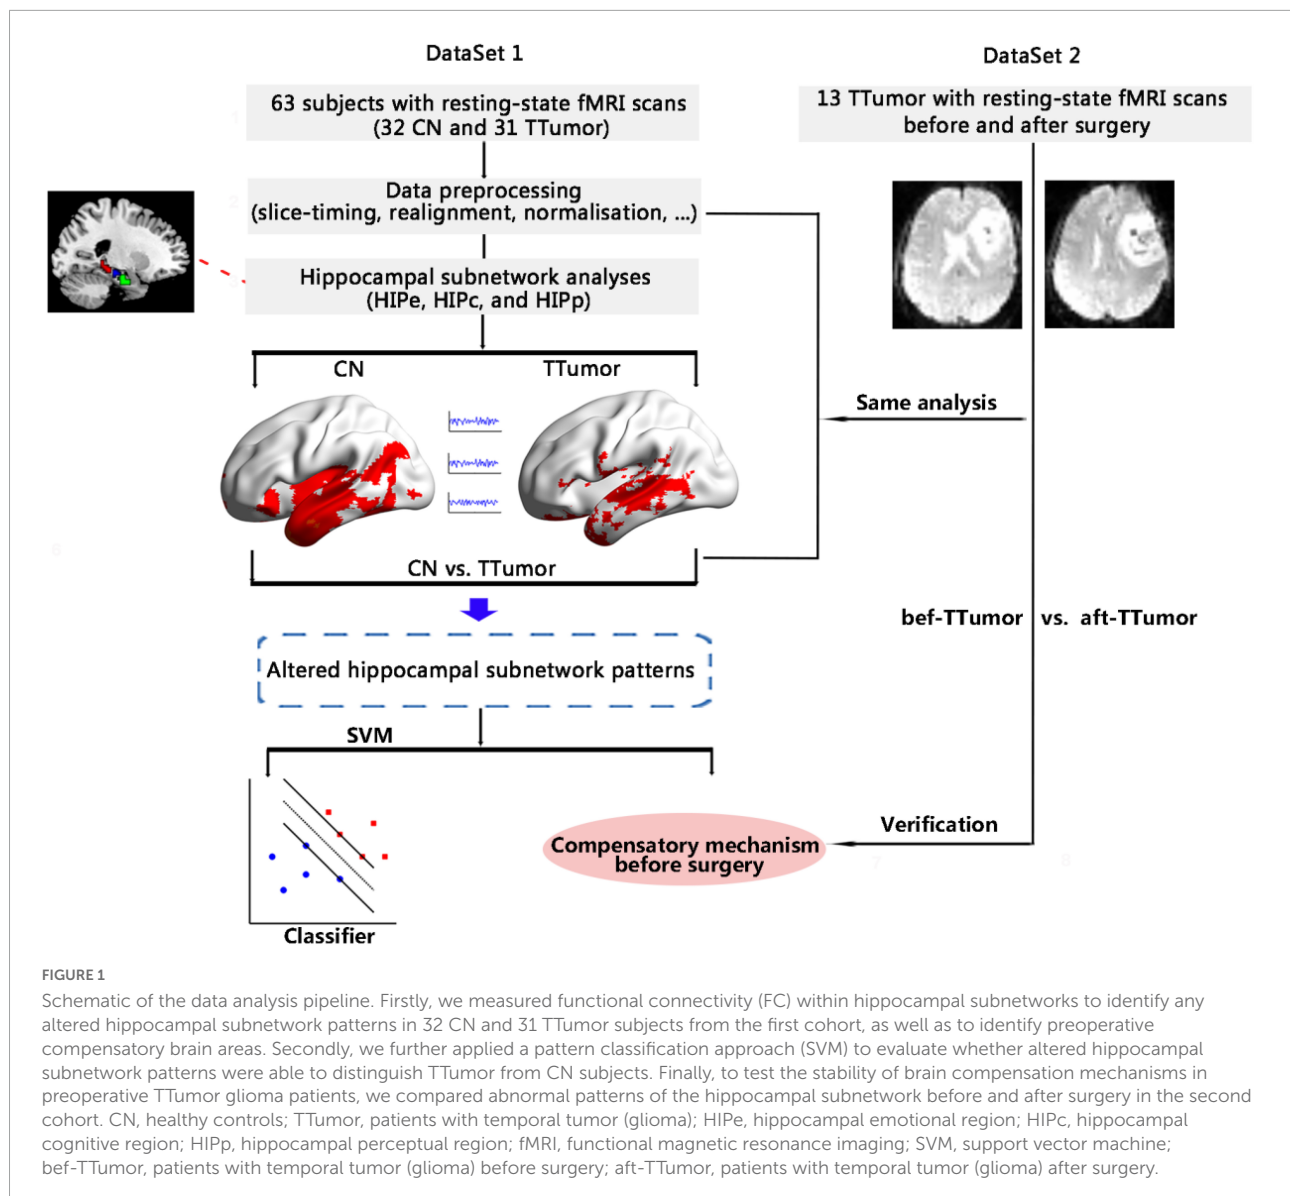 DataSet 1
63 subjects with resting-state fMRI scans
(32 CN and 31 TTumor)
Data preprocessing
(slice-timing, realignment, normalisation, ...)
Hippocampal subnetwork analyses
(HIPe, HIPc, and HIPp)
CN
TTumor
CN vs. TTumor
Altered hippocampal subnetwork patterns
SVM
Classifier
Compensatory mechanism
before surgery
DataSet 2
13 TTumor with resting-state fMRI scans
before and after surgery
Same analysis
bef-TTumor vs. aft-TTumor
Verification
FIGURE 1
Schematic of the data analysis pipeline. Firstly, we measured functional connectivity (FC) within hippocampal subnetworks to identify any
altered hippocampal subnetwork patterns in 32 CN and 31 TTumor subjects from the first cohort, as well as to identify preoperative
compensatory brain areas. Secondly, we further applied a pattern classification approach (SVM) to evaluate whether altered hippocampal
subnetwork patterns were able to distinguish TTumor from CN subjects. Finally, to test the stability of brain compensation mechanisms in
preoperative TTumor glioma patients, we compared abnormal patterns of the hippocampal subnetwork before and after surgery in the second
cohort. CN, healthy controls; TTumor, patients with temporal tumor (glioma); HIPe, hippocampal emotional region; HIPc, hippocampal
cognitive region; HIPp, hippocampal perceptual region; fMRI, functional magnetic resonance imaging; SVM, support vector machine;
bef-TTumor, patients with temporal tumor (glioma) before surgery; aft-TTumor, patients with temporal tumor (glioma) after surgery.